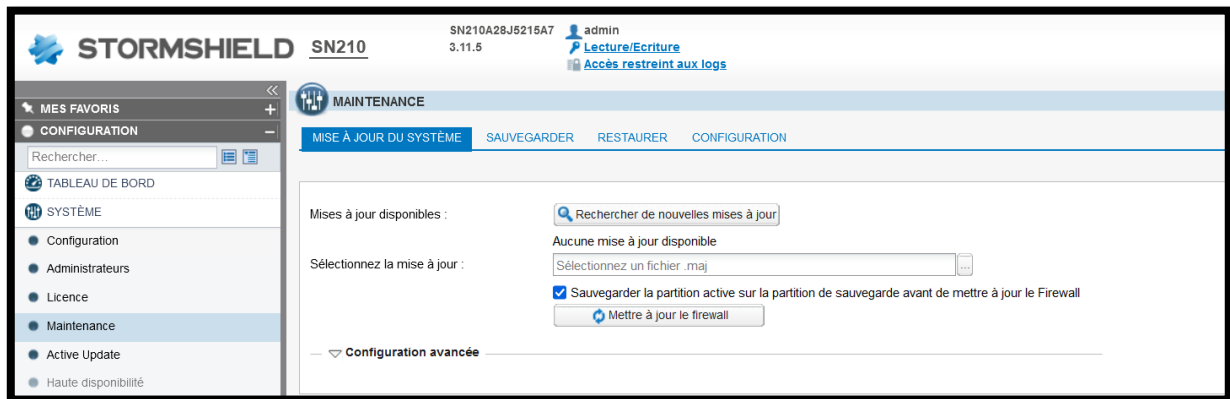 STORMSHIELD SN210
SN210A28J5215A7
3.11.5
admin
Lecture/Ecriture
Accès restreint aux logs
MES FAVORIS
CONFIGURATION
Rechercher...
TABLEAU DE BORD
SYSTÈME
Configuration
Administrateurs
Licence
Maintenance
Active Update
Haute disponibilité
MAINTENANCE
MISE À JOUR DU SYSTÈME SAUVEGARDER RESTAURER CONFIGURATION
Mises à jour disponibles : Rechercher de nouvelles mises à jour
Aucune mise à jour disponible
Sélectionnez la mise à jour : Sélectionnez un fichier .maj ...
Sauvegarder la partition active sur la partition de sauvegarde avant de mettre à jour le Firewall
Mettre à jour le firewall
Configuration avancée